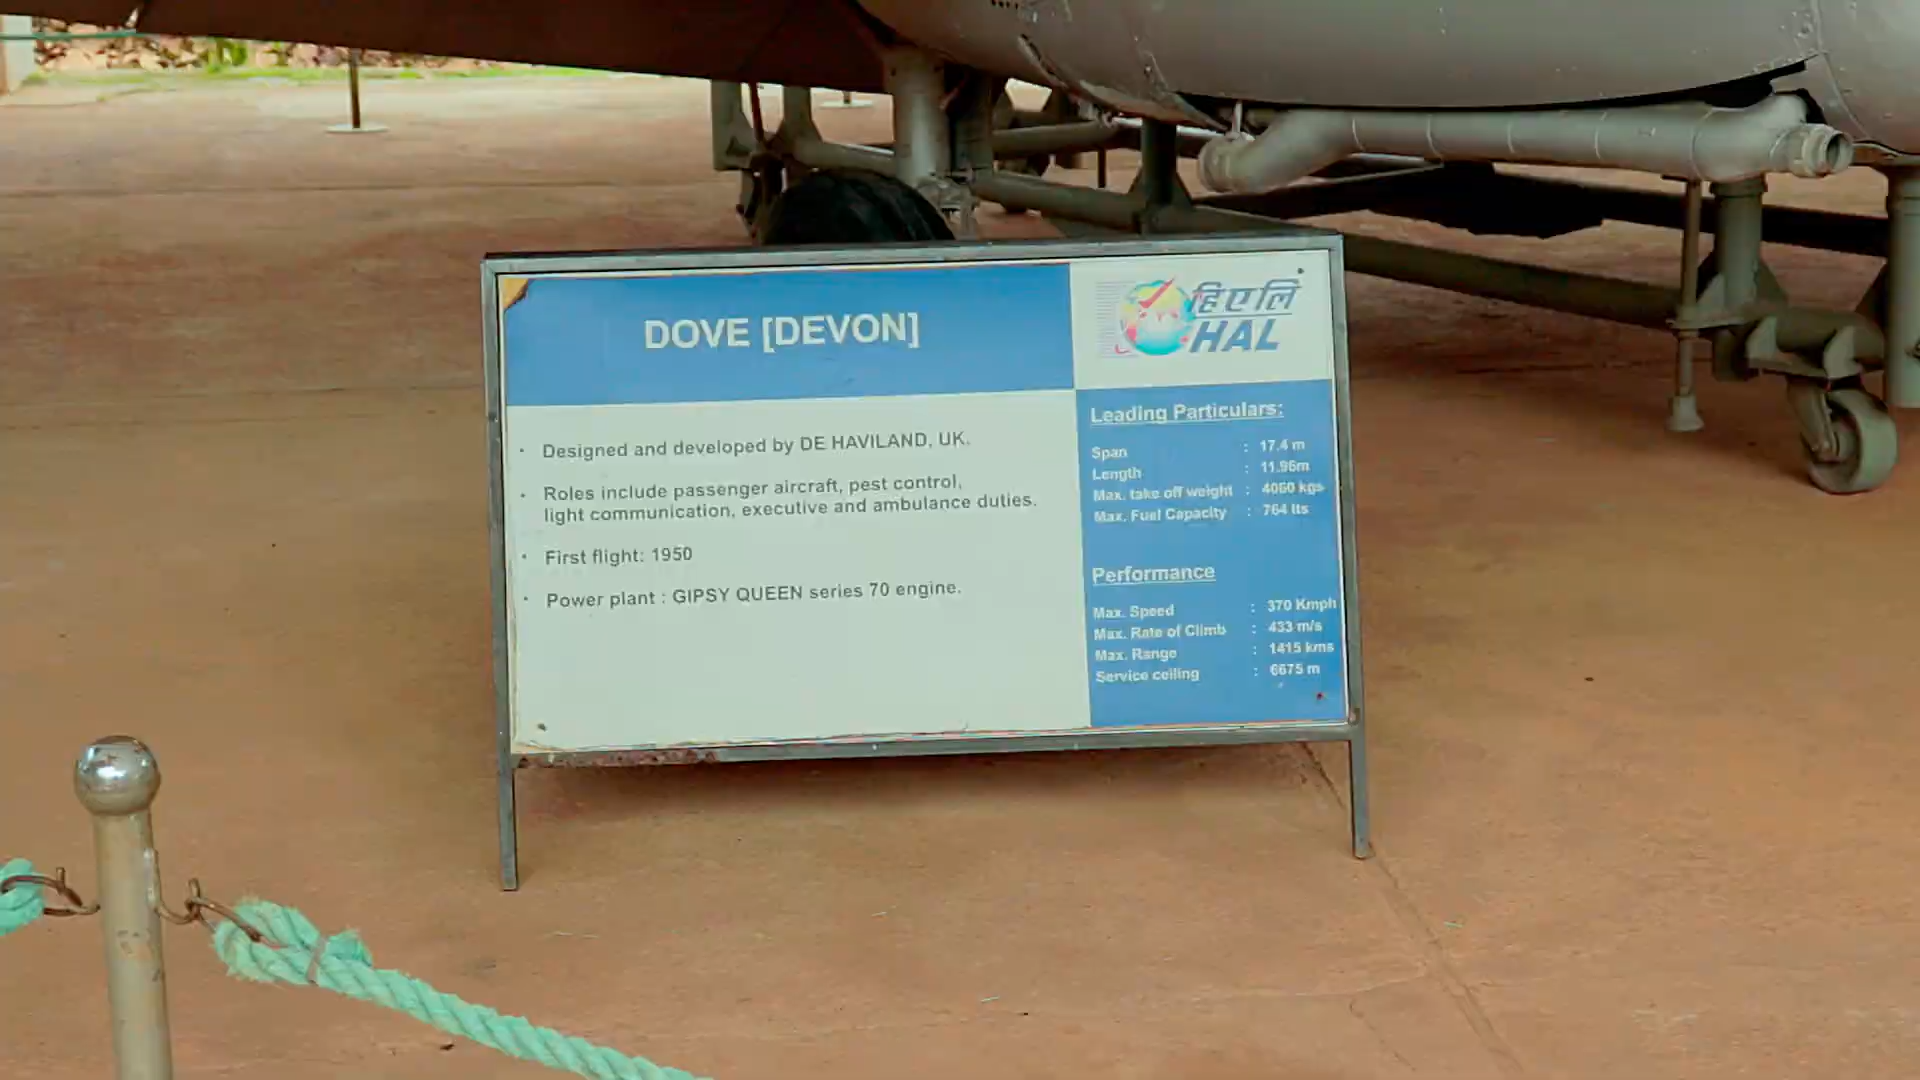 DOVE [DEVON]
हिएलि
HAL
• Designed and developed by DE HAVILAND, UK.
• Roles include passenger aircraft, pest control,
light communication, executive and ambulance duties.
• First flight: 1950
• Power plant : GIPSY QUEEN series 70 engine.
Leading Particulars:
Span : 17.4 m
Length : 11.96m
Max. take off weight : 4060 kgs
Max. Fuel Capacity : 764 lts
Performance
Max. Speed : 370 Kmph
Max. Rate of Climb : 433 m/s
Max. Range : 1415 kms
Service ceiling : 6675 m